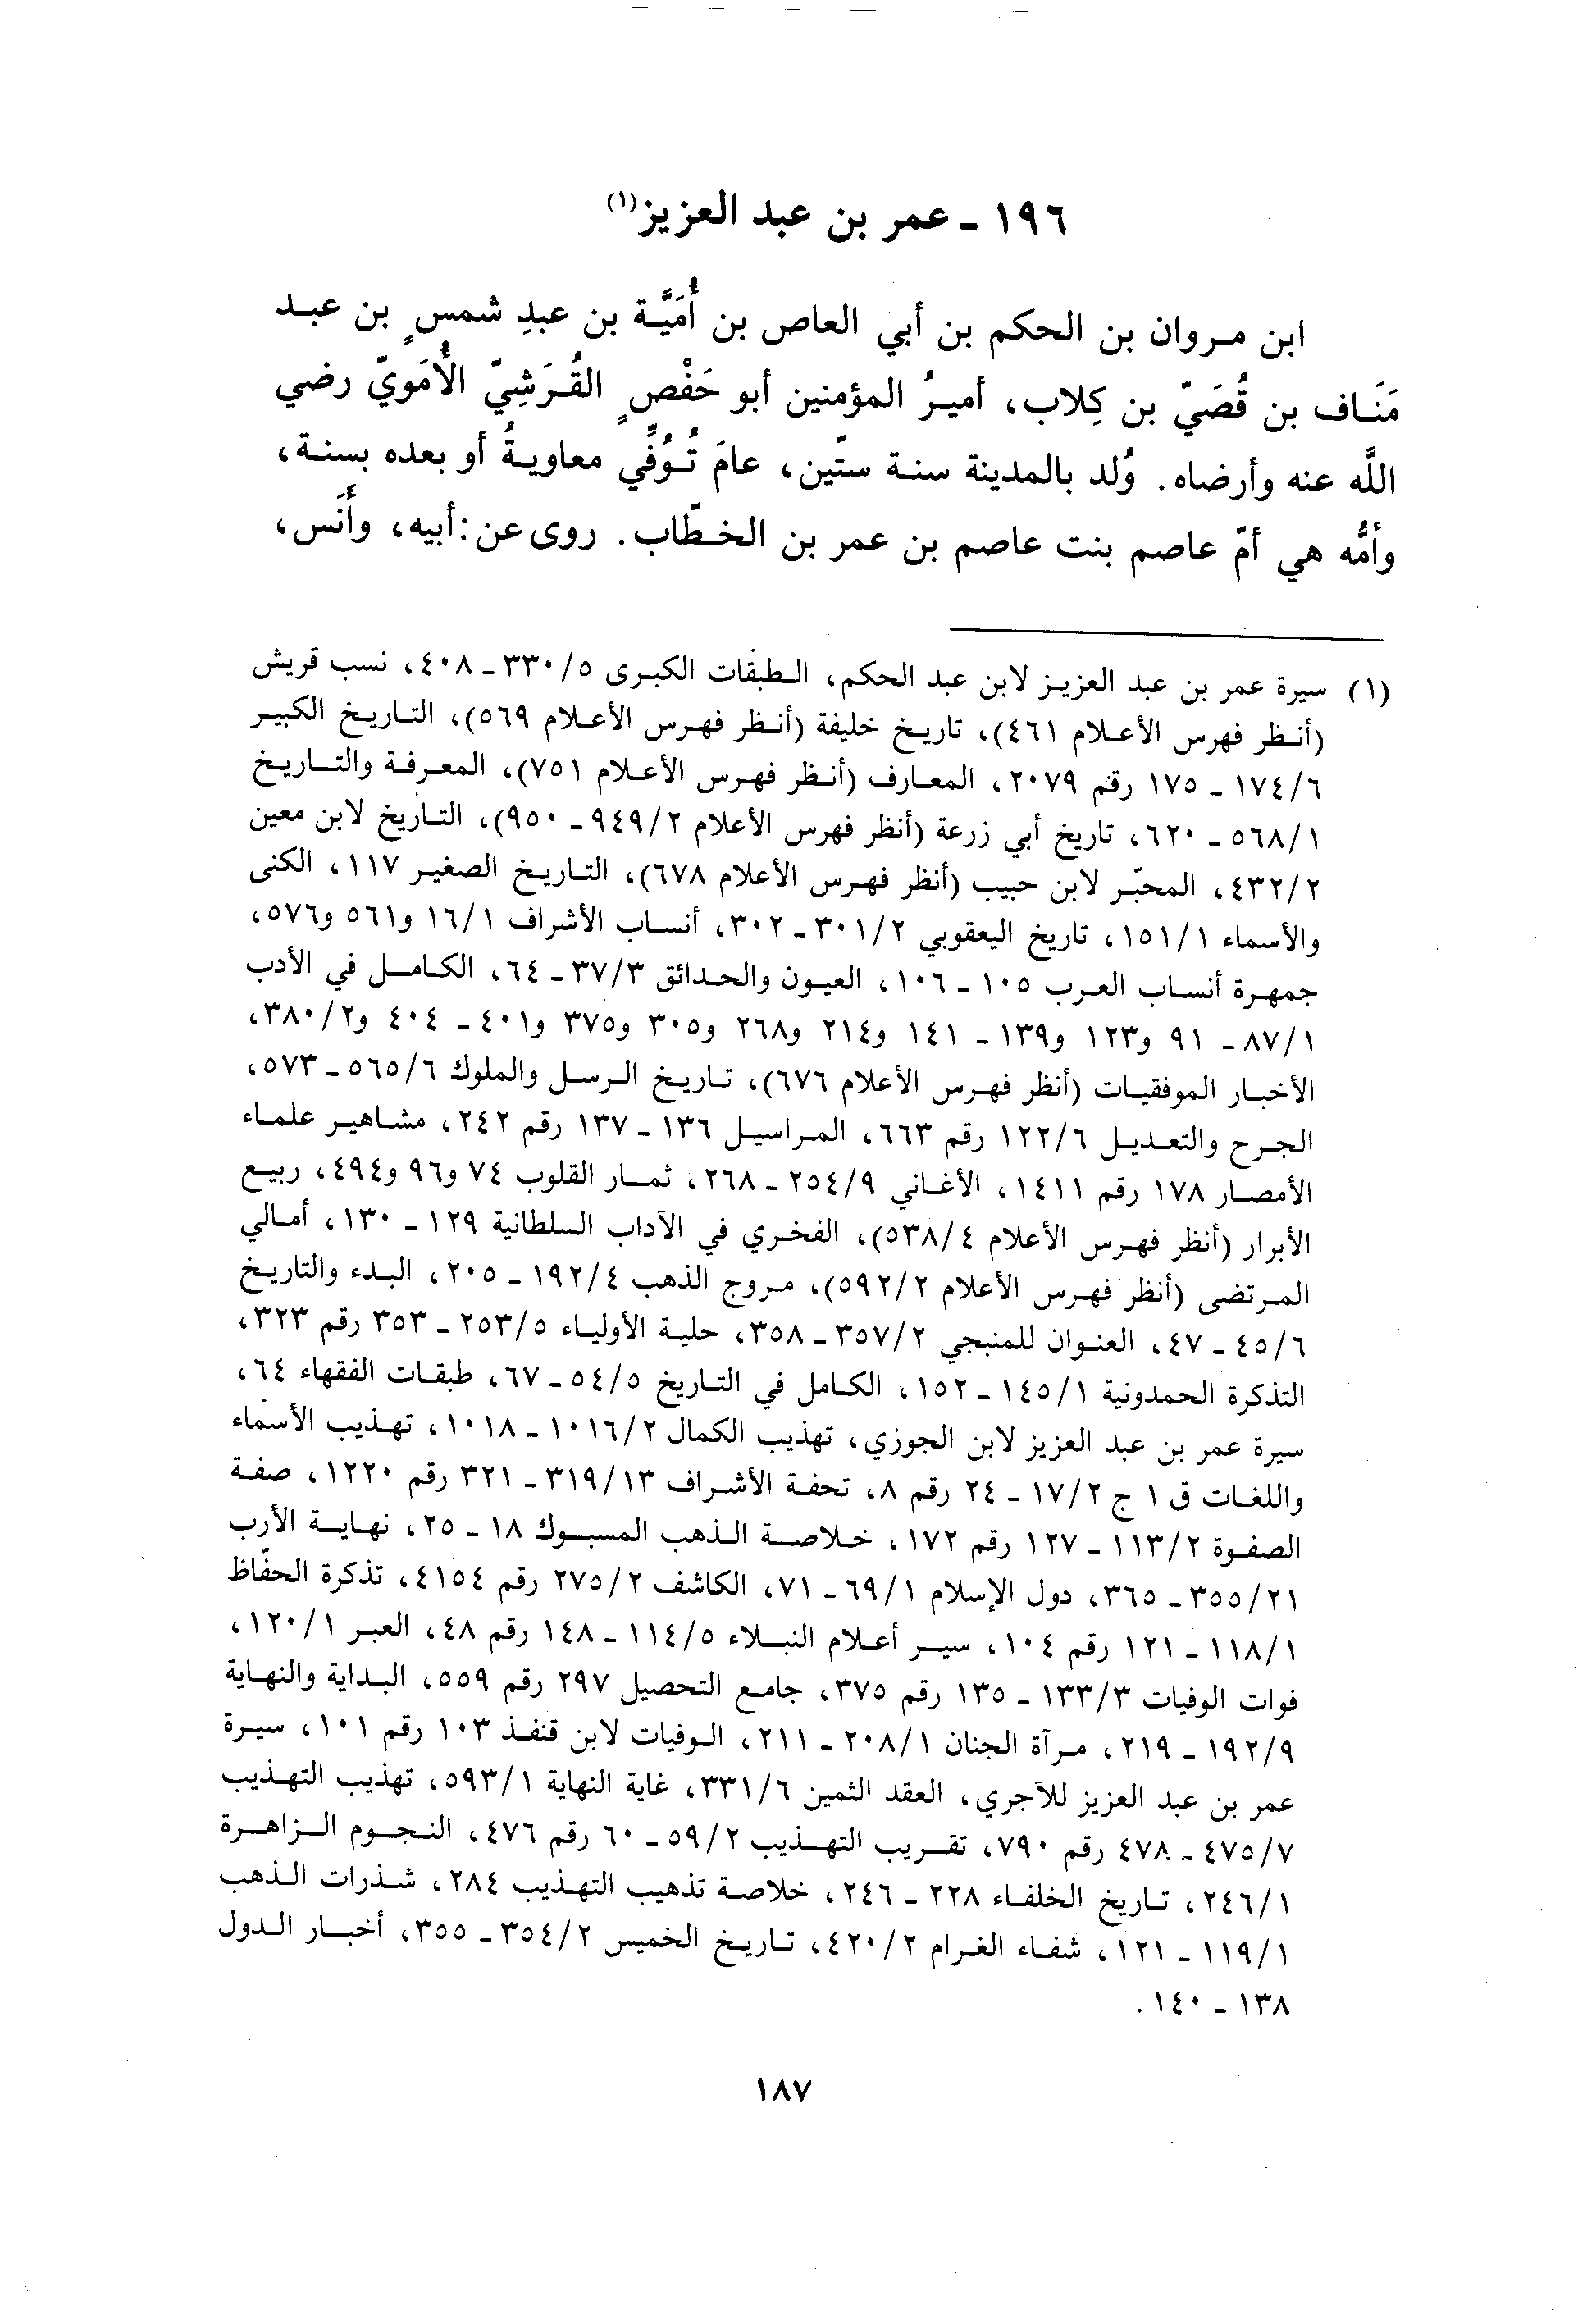 ١٩٦ - عمر بن عبد العزيز(١)
ابن مروان بن الحكم بن أبي العاص بن أُمَيَّة بن عبدِ شمسٍ بن عبد
مَنَاف بن قُصَيّ بن كِلاب، أميرُ المؤمنين أبو حَفْصٍ القُرَشِيّ الأُمَويّ رضي
اللَّه عنه وأرضاه. وُلد بالمدينة سنة ستّين، عامَ تُوُفِّي معاويةُ أو بعده بسنة،
وأمُّه هي أمّ عاصم بنت عاصم بن عمر بن الخطّاب. روى عن: أبيه، وأَنَس،
(١) سيرة عمر بن عبد العزيز لابن عبد الحكم، الطبقات الكبرى ٣٣٠/٥ - ٤٠٨، نسب قريش
(أنظر فهرس الأعلام ٤٦١)، تاريخ خليفة (أنظر فهرس الأعلام ٥٦٩)، التاريخ الكبير
١٧٤/٦ - ١٧٥ رقم ٢٠٧٩، المعارف (أنظر فهرس الأعلام ٧٥١)، المعرفة والتاريخ
٥٦٨/١ - ٦٢٠، تاريخ أبي زرعة (أنظر فهرس الأعلام ٩٤٩/٢ - ٩٥٠)، التاريخ لابن معين
٤٣٢/٢، المحبّر لابن حبيب (أنظر فهرس الأعلام ٦٧٨)، التاريخ الصغير ١١٧، الكنى
والأسماء ١٥١/١، تاريخ اليعقوبي ٣٠١/٢ - ٣٠٢، أنساب الأشراف ١٦/١ و٥٦١ و٥٧٦،
جمهرة أنساب العرب ١٠٥ - ١٠٦، العيون والحدائق ٣٧/٣ - ٦٤، الكامل في الأدب
٨٧/١ - ٩١ و١٢٣ و١٣٩ - ١٤١ و٢١٤ و٢٦٨ و٣٠٥ و٣٧٥ و٤٠١ - ٤٠٤ و٣٨٠/٢،
الأخبار الموفقيات (أنظر فهرس الأعلام ٦٧٦)، تاريخ الرسل والملوك ٥٦٥/٦ - ٥٧٣،
الجرح والتعديل ١٢٢/٦ رقم ٦٦٣، المراسيل ١٣٦ - ١٣٧ رقم ٢٤٢، مشاهير علماء
الأمصار ١٧٨ رقم ١٤١١، الأغاني ٢٥٤/٩ - ٢٦٨، ثمار القلوب ٧٤ و٩٦ و٤٩٤، ربيع
الأبرار (أنظر فهرس الأعلام ٥٣٨/٤)، الفخري في الآداب السلطانية ١٢٩ - ١٣٠، أمالي
المرتضى (أنظر فهرس الأعلام ٥٩٢/٢)، مروج الذهب ١٩٢/٤ - ٢٠٥، البدء والتاريخ
٤٥/٦ - ٤٧، العنوان للمنبجي ٣٥٧/٢ - ٣٥٨، حلية الأولياء ٢٥٣/٥ - ٣٥٣ رقم ٣٢٣،
التذكرة الحمدونية ١٤٥/١ - ١٥٢، الكامل في التاريخ ٥٤/٥ - ٦٧، طبقات الفقهاء ٦٤،
سيرة عمر بن عبد العزيز لابن الجوزي، تهذيب الكمال ١٠١٦/٢ - ١٠١٨، تهذيب الأسماء
واللغات ق ١ ج ١٧/٢ - ٢٤ رقم ٨، تحفة الأشراف ٣١٩/١٣ - ٣٢١ رقم ١٢٢٠، صفة
الصفوة ١١٣/٢ - ١٢٧ رقم ١٧٢، خلاصة الذهب المسبوك ١٨ - ٢٥، نهاية الأرب
٣٥٥/٢١ - ٣٦٥، دول الإسلام ٦٩/١ - ٧١، الكاشف ٢٧٥/٢ رقم ٤١٥٤، تذكرة الحفّاظ
١١٨/١ - ١٢١ رقم ١٠٤، سير أعلام النبلاء ١١٤/٥ - ١٤٨ رقم ٤٨، العبر ١٢٠/١،
فوات الوفيات ١٣٣/٣ - ١٣٥ رقم ٣٧٥، جامع التحصيل ٢٩٧ رقم ٥٥٩، البداية والنهاية
١٩٢/٩ - ٢١٩، مرآة الجنان ٢٠٨/١ - ٢١١، الوفيات لابن قنفذ ١٠٣ رقم ١٠١، سيرة
عمر بن عبد العزيز للآجري، العقد الثمين ٣٣١/٦، غاية النهاية ٥٩٣/١، تهذيب التهذيب
٤٧٥/٧ - ٤٧٨ رقم ٧٩٠، تقريب التهذيب ٥٩/٢ - ٦٠ رقم ٤٧٦، النجوم الزاهرة
٢٤٦/١، تاريخ الخلفاء ٢٢٨ - ٢٤٦، خلاصة تذهيب التهذيب ٢٨٤، شذرات الذهب
١١٩/١ - ١٢١، شفاء الغرام ٤٢٠/٢، تاريخ الخميس ٣٥٤/٢ - ٣٥٥، أخبار الدول
١٣٨ - ١٤٠.
١٨٧